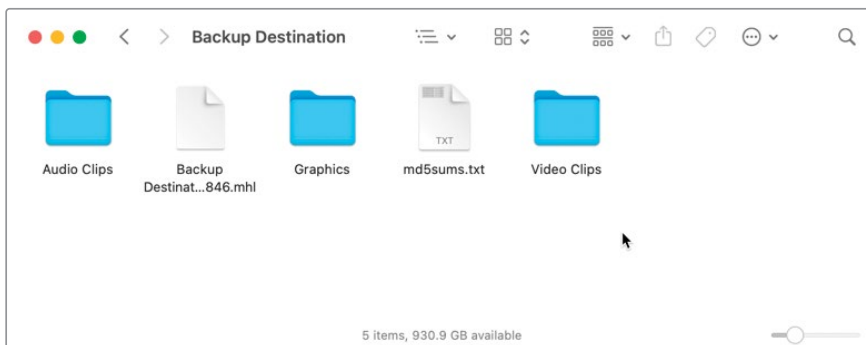 Backup Destination
TXT
Audio Clips
Backup
Destinat...846.mhl
Graphics
md5sums.txt
Video Clips
5 items, 930.9 GB available